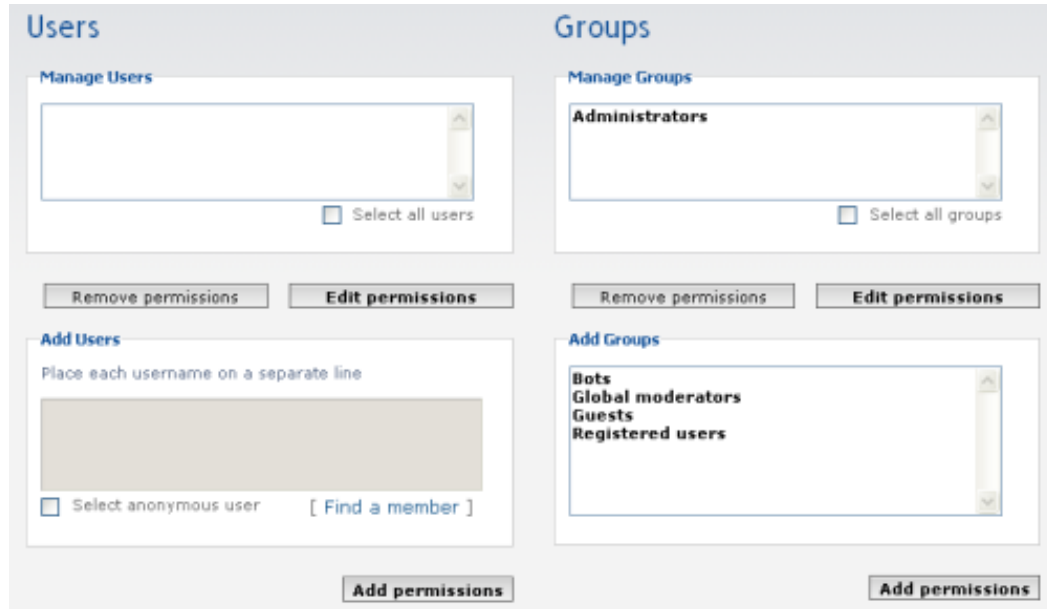 Users
Manage Users
Select all users
Remove permissions
Edit permissions
Add Users
Place each username on a separate line
Select anonymous user
[ Find a member ]
Add permissions
Groups
Manage Groups
Administrators
Select all groups
Remove permissions
Edit permissions
Add Groups
Bots
Global moderators
Guests
Registered users
Add permissions